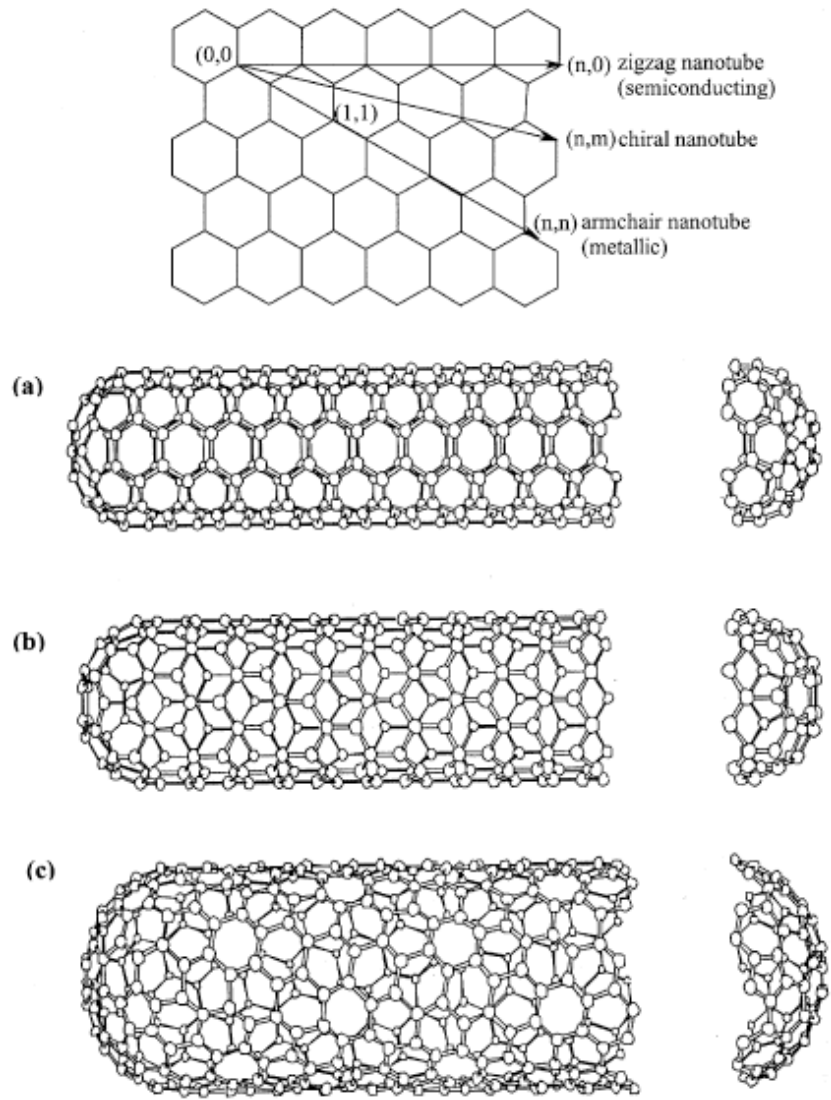 (0,0
(n,0) zigzag nanotube
(semiconducting)
(1,1)
(n,m) chiral nanotube
(n,n) armchair nanotube
(metallic)
(a)
(b)
(c)